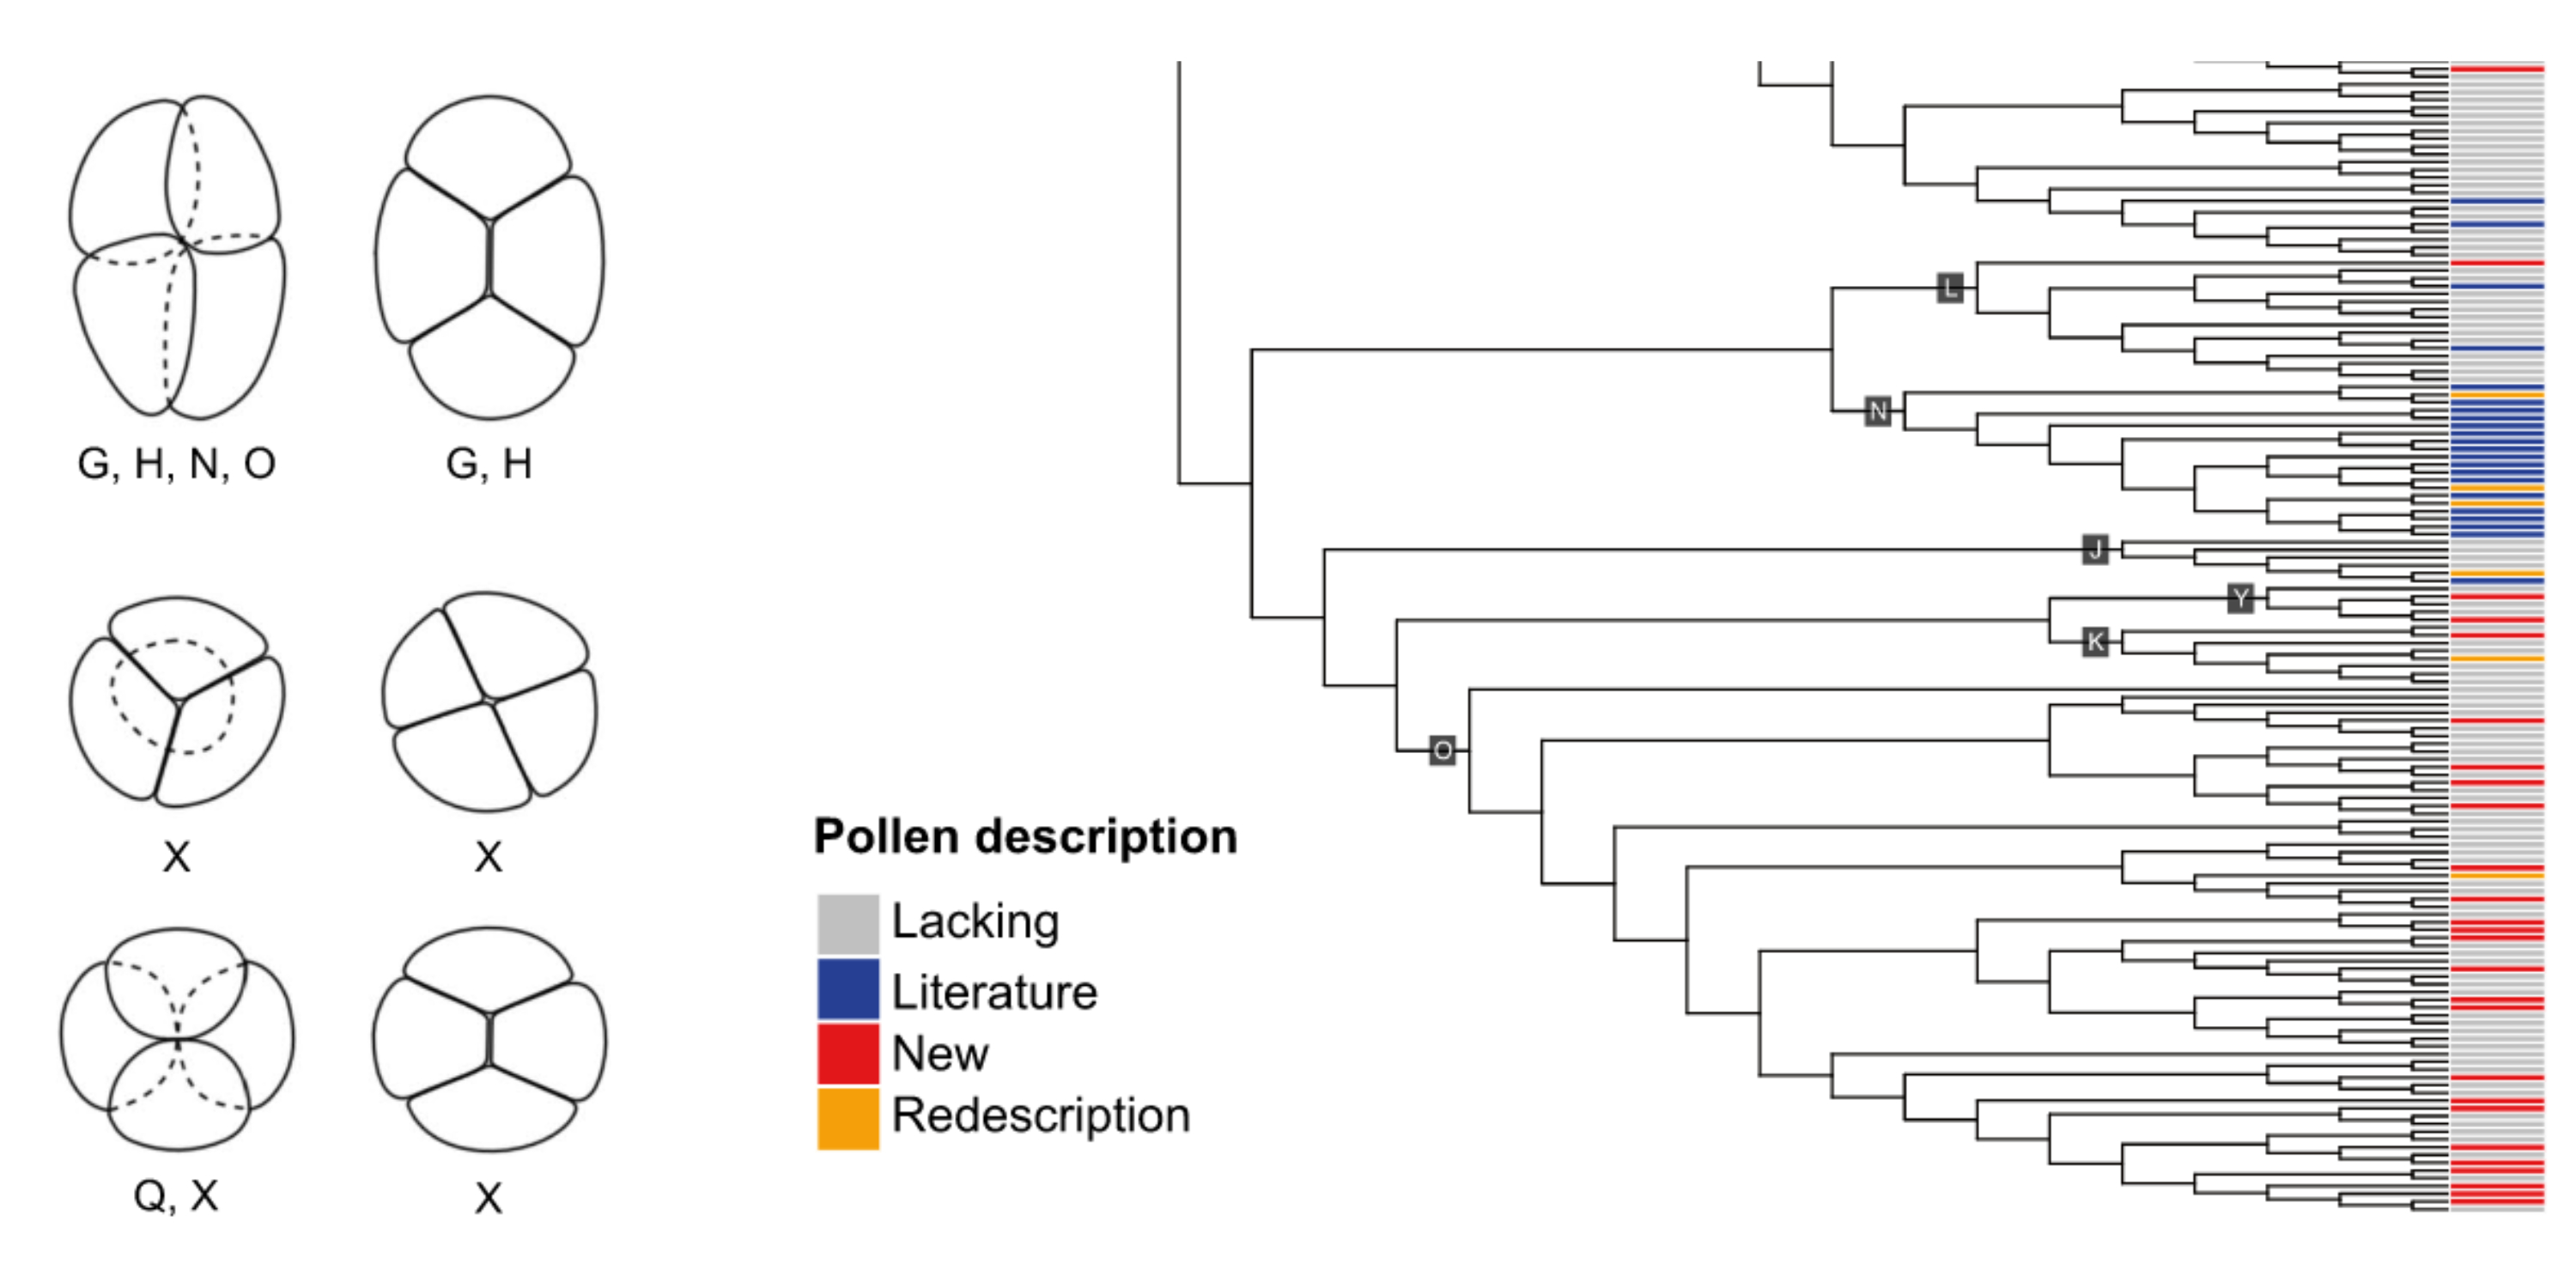 G, H, N, O
G, H
X
X
Q, X
X
Pollen description
Lacking
Literature
New
Redescription
L
N
J
Y
K
O